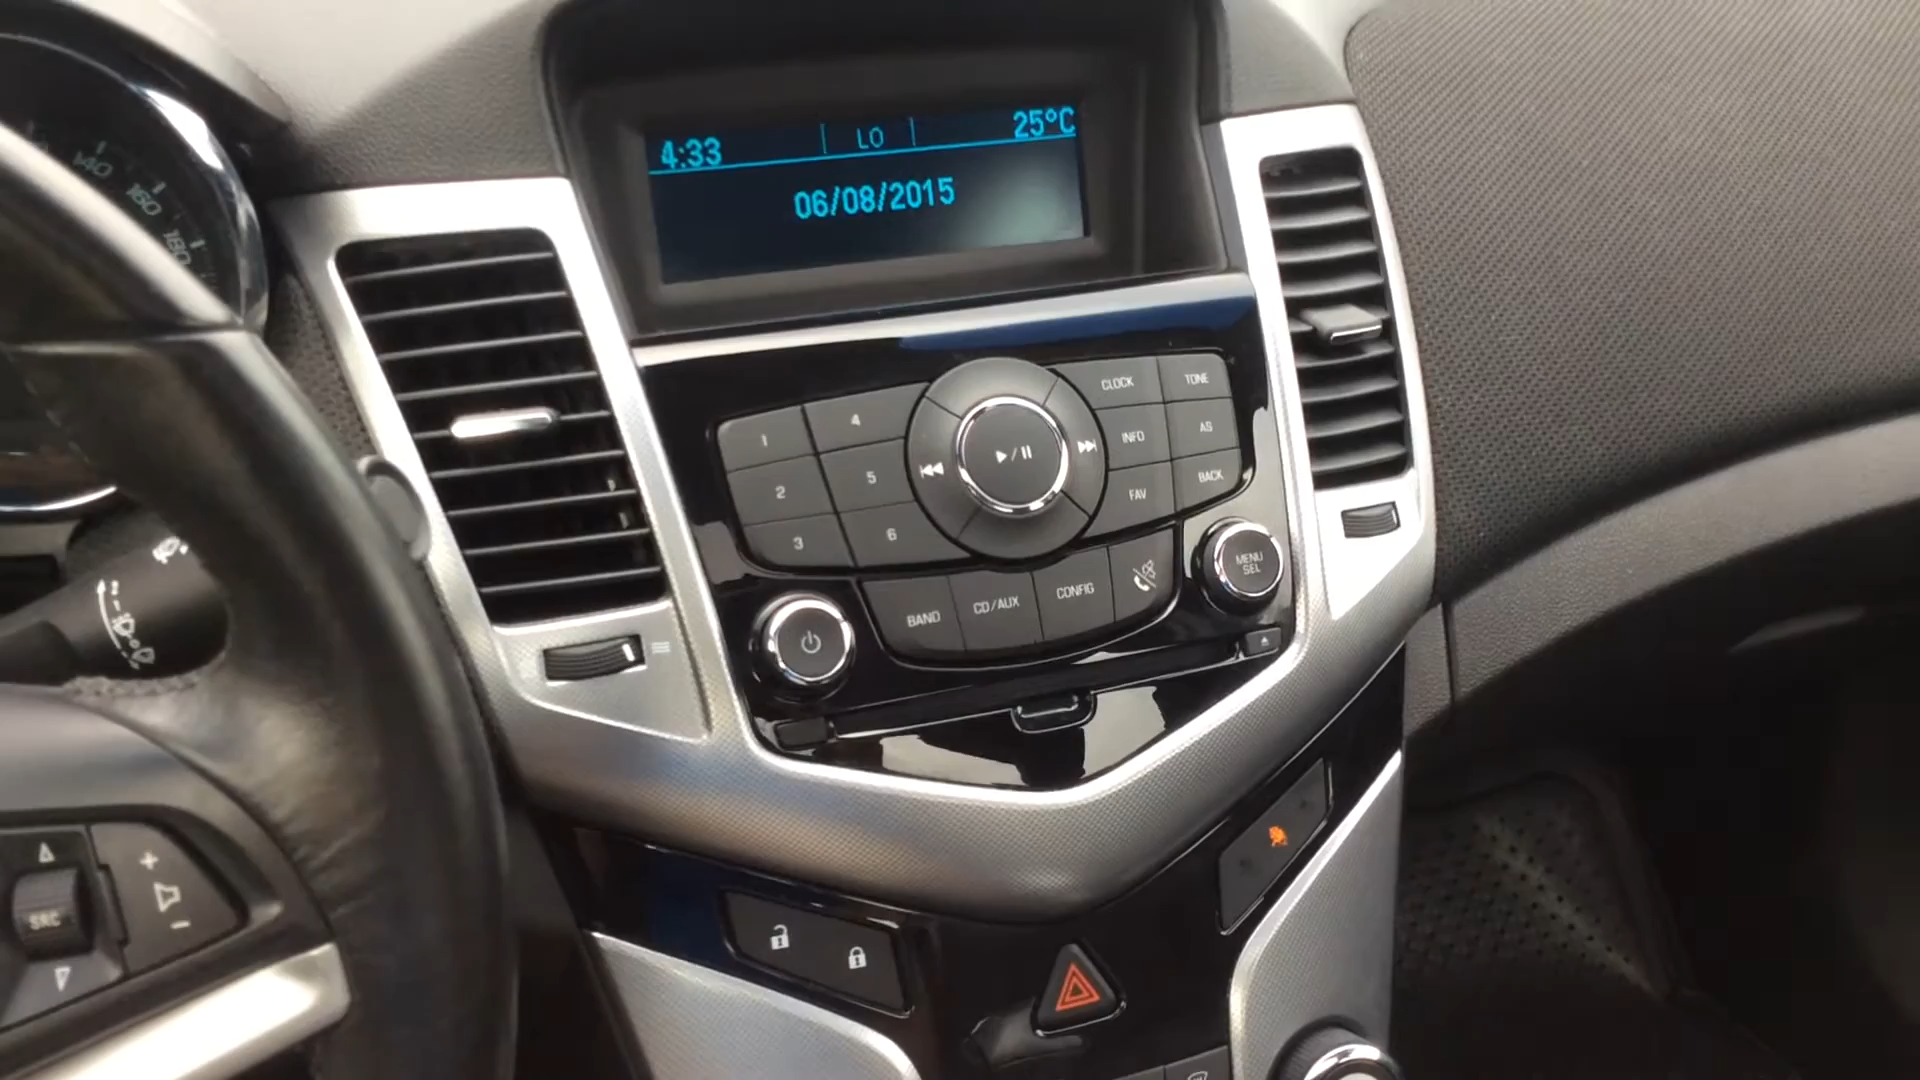 140
160
180
4:33
LO
25°C
06/08/2015
1
4
2
5
3
6
CLOCK
TONE
INFO
AS
FAV
BACK
BAND
CD/AUX
CONFIG
MENU
SEL
SRC